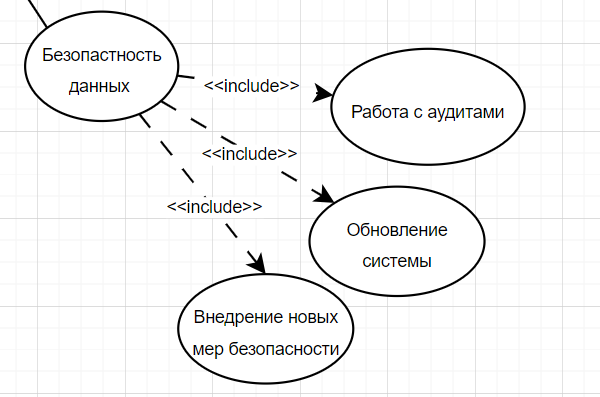 Безопастность
данных
<<include>>
Работа с аудитами
<<include>>
Обновление
системы
<<include>>
Внедрение новых
мер безопасности